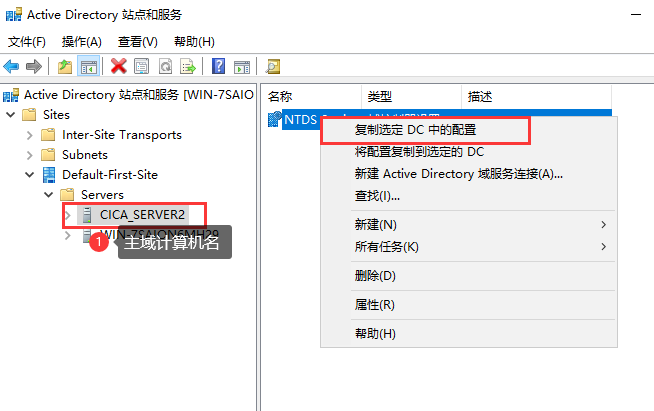 Active Directory 站点和服务
文件(F) 操作(A) 查看(V) 帮助(H)
Active Directory 站点和服务 [WIN-7SAIO
Sites
Inter-Site Transports
Subnets
Default-First-Site
Servers
CICA_SERVER2
1 主域计算机名
名称 类型 描述
NTDS
复制选定 DC 中的配置
将配置复制到选定的 DC
新建 Active Directory 域服务连接(A)...
查找(I)...
新建(N)
所有任务(K)
删除(D)
属性(R)
帮助(H)